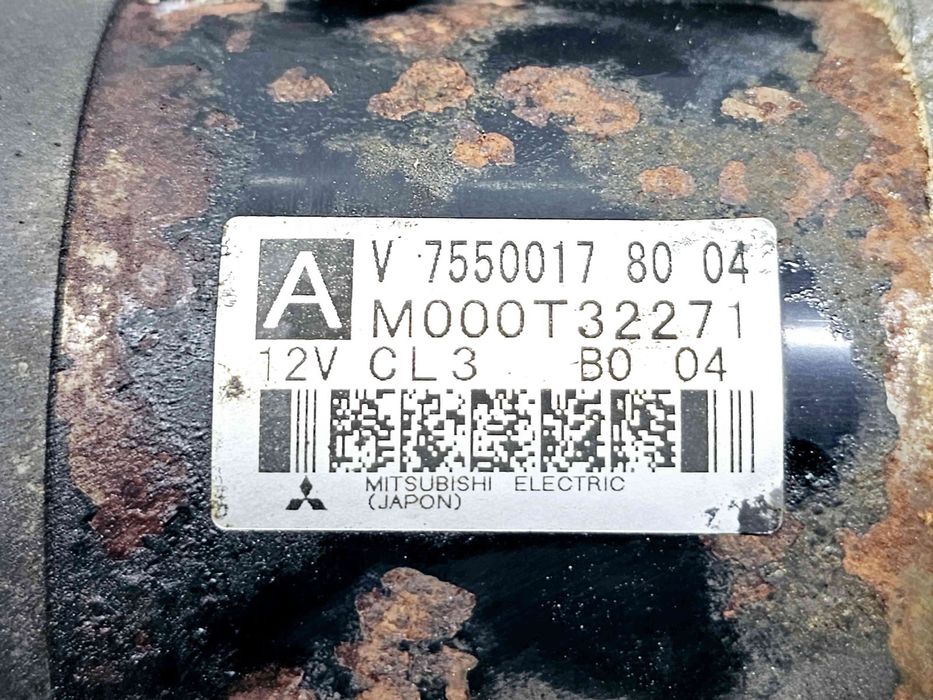 A
V 7550017 80 04
M000T32271
12V CL3 B0 04
MITSUBISHI ELECTRIC
(JAPON)